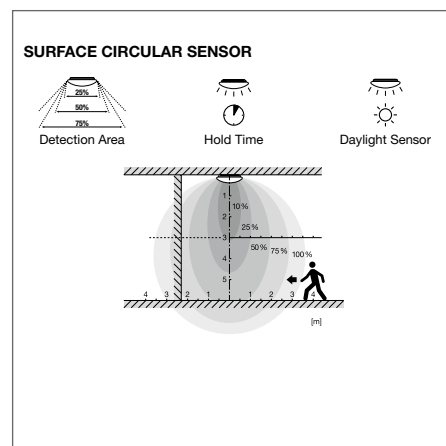 SURFACE CIRCULAR SENSOR
25%
50%
75%
Detection Area
Hold Time
Daylight Sensor
1
10 %
2
25 %
3
50 % 75 % 100 %
4
5
4 3 2 1 1 2 3 4
[m]